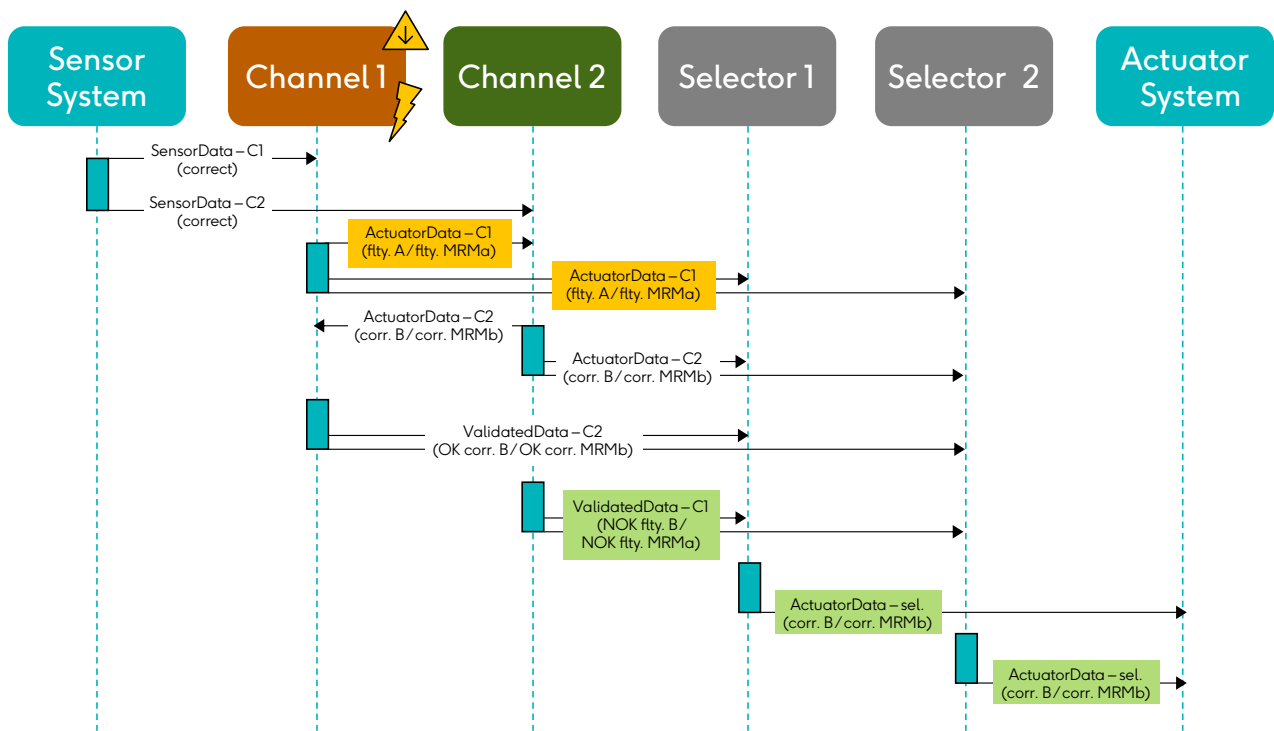 Sensor
System
Channel 1
Channel 2
Selector 1
Selector 2
Actuator
System
SensorData – C1
(correct)
SensorData – C2
(correct)
ActuatorData – C1
(flty. A/flty. MRMa)
ActuatorData – C1
(flty. A/flty. MRMa)
ActuatorData – C2
(corr. B/corr. MRMb)
ActuatorData – C2
(corr. B/corr. MRMb)
ValidatedData – C2
(OK corr. B/OK corr. MRMb)
ValidatedData – C1
(NOK flty. B/
NOK flty. MRMa)
ActuatorData – sel.
(corr. B/corr. MRMb)
ActuatorData – sel.
(corr. B/corr. MRMb)